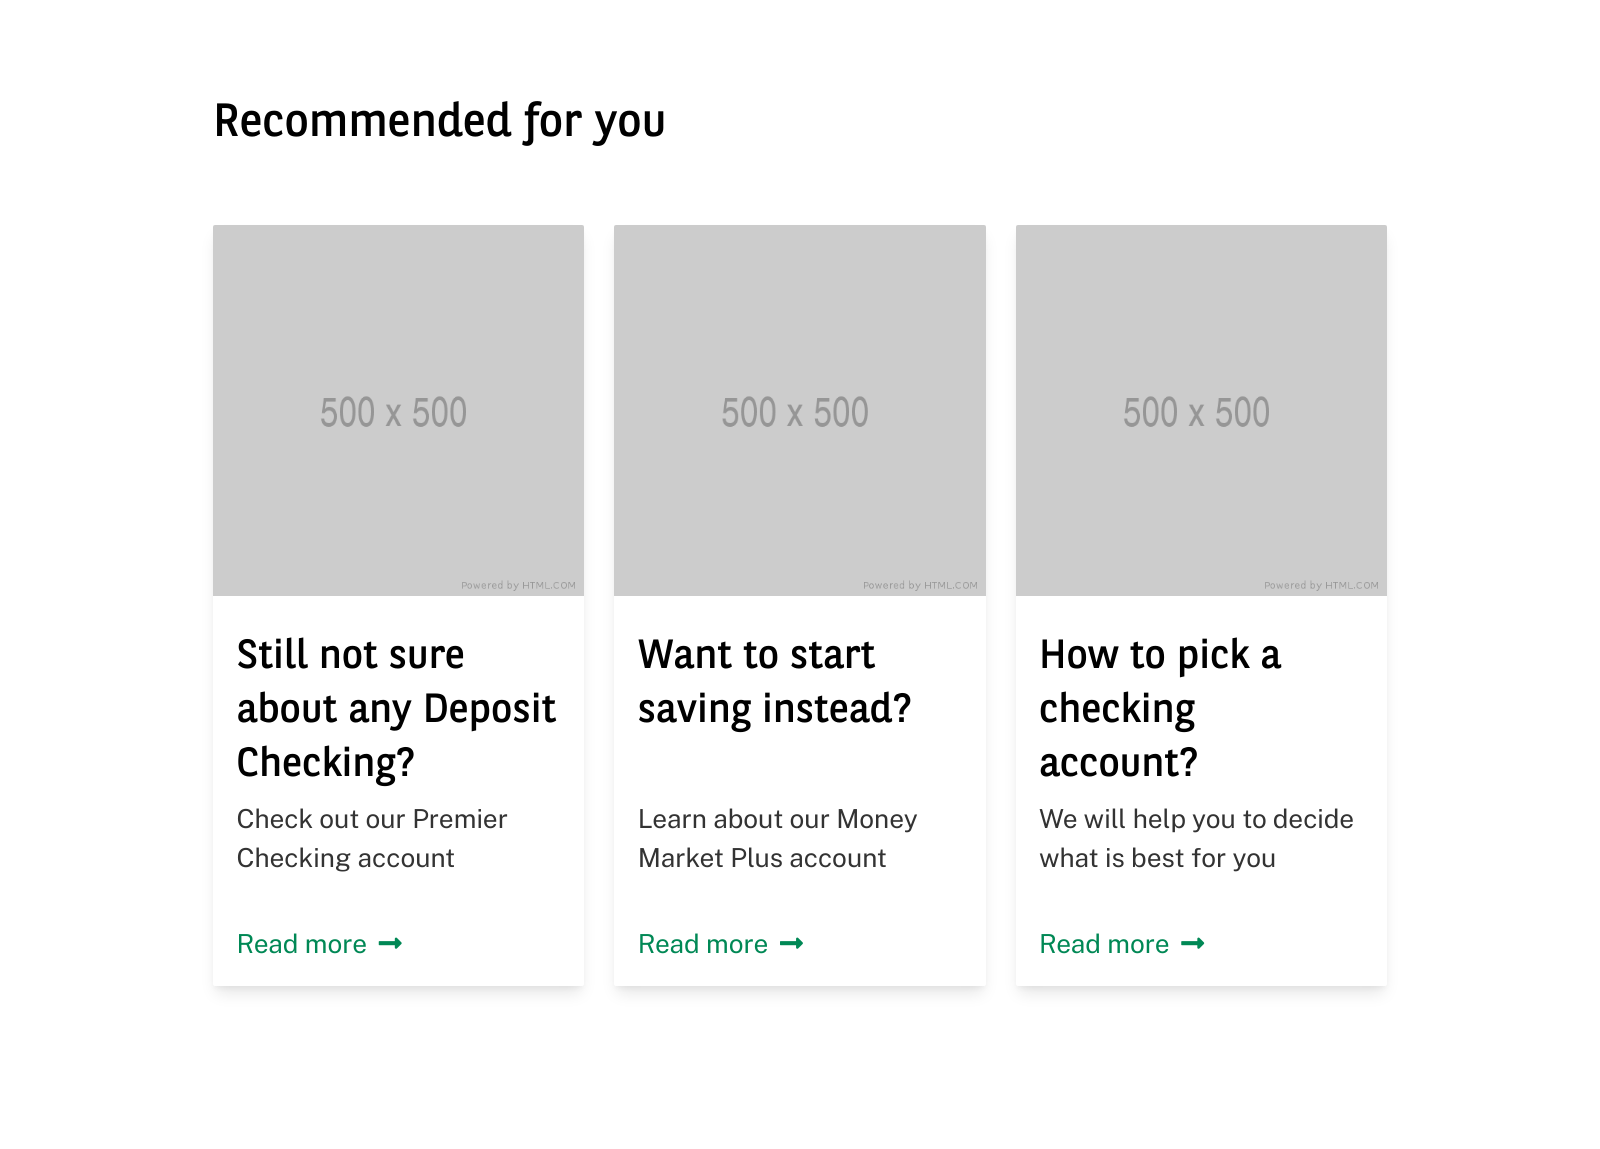 Recommended for you
500 x 500
Powered by HTML.COM
Still not sure
about any Deposit
Checking?
Check out our Premier
Checking account
Read more
500 x 500
Powered by HTML.COM
Want to start
saving instead?
Learn about our Money
Market Plus account
Read more
500 x 500
Powered by HTML.COM
How to pick a
checking
account?
We will help you to decide
what is best for you
Read more